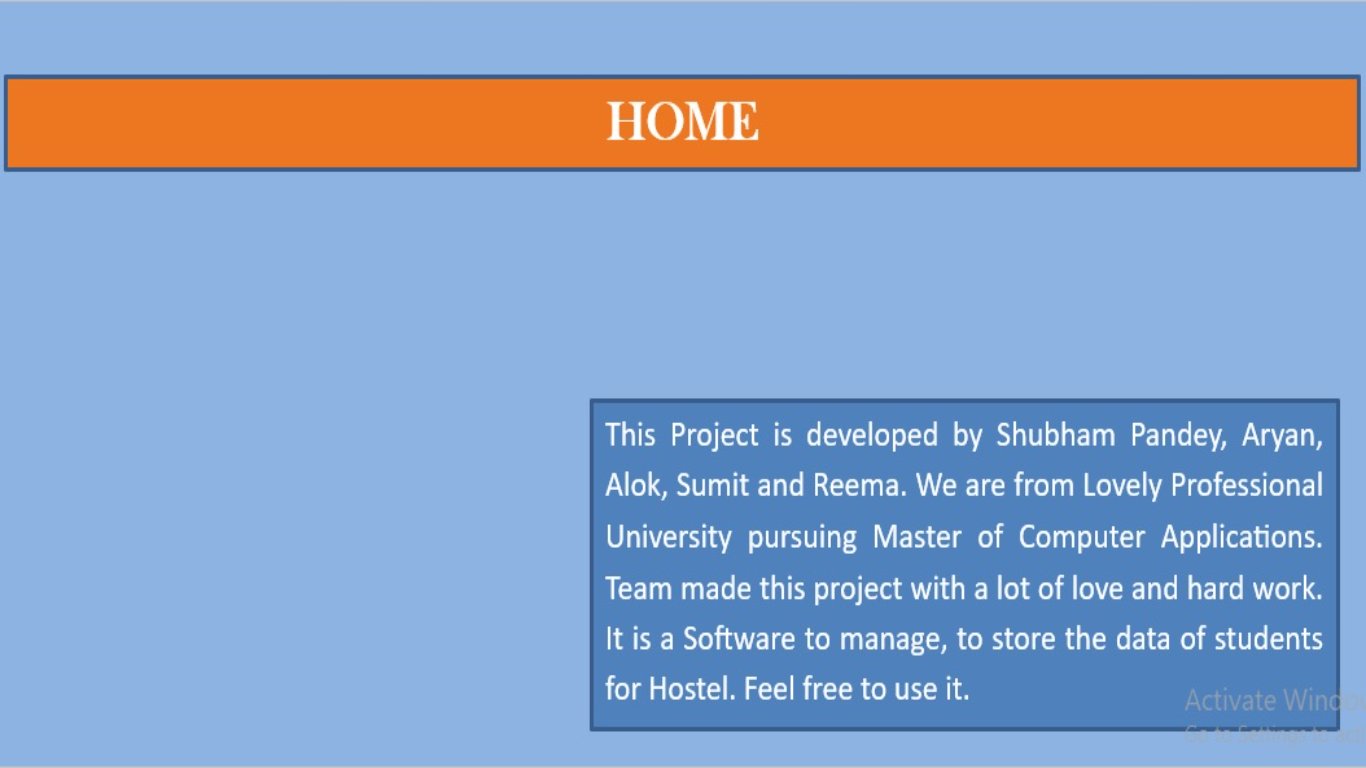 HOME
This Project is developed by Shubham Pandey, Aryan,
Alok, Sumit and Reema. We are from Lovely Professional
University pursuing Master of Computer Applications.
Team made this project with a lot of love and hard work.
It is a Software to manage, to store the data of students
for Hostel. Feel free to use it.
Activate Windo
Go to Settings to